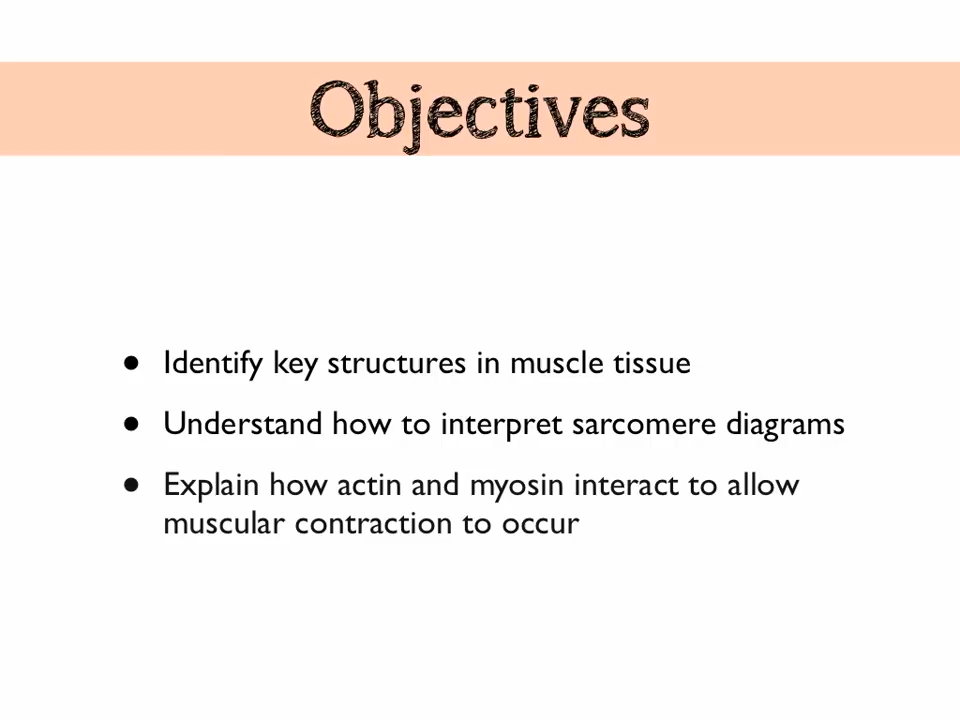 Objectives
• Identify key structures in muscle tissue
• Understand how to interpret sarcomere diagrams
• Explain how actin and myosin interact to allow
muscular contraction to occur